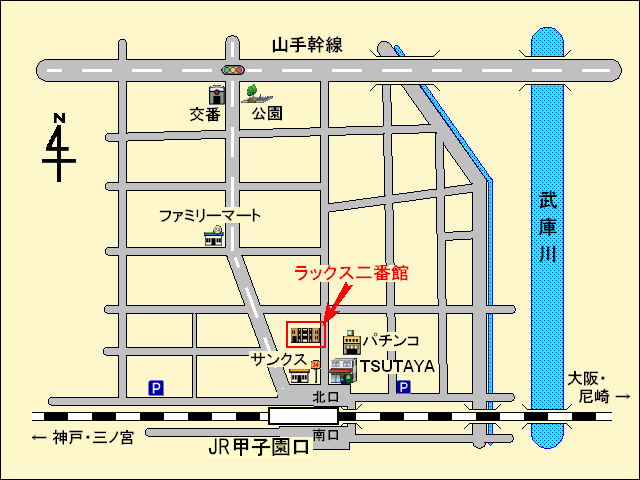 山手幹線
交番
公園
N
武庫川
ファミリーマート
ラックス二番館
パチンコ
サンクス
TSUTAYA
P
P
大阪・
尼崎 →
北口
← 神戸・三ノ宮
南口
JR甲子園口